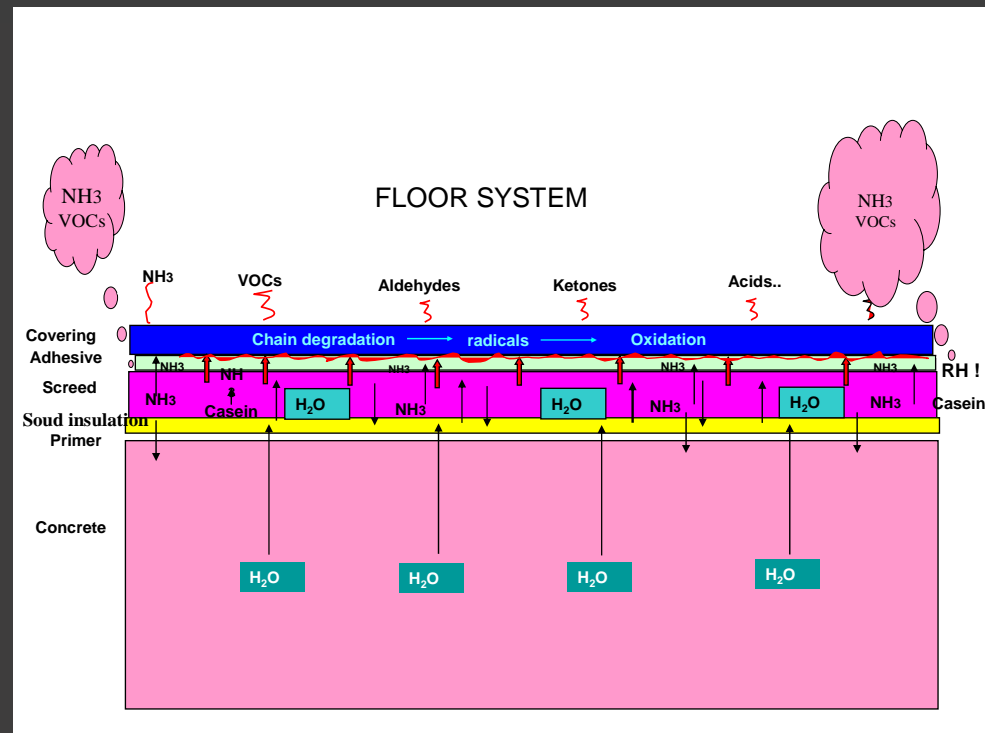 FLOOR SYSTEM
NH3
VOCs
NH3
VOCs
NH3
VOCs
Aldehydes
Ketones
Acids..
Covering
Chain degradation
radicals
Oxidation
Adhesive
NH3
NH3
NH3
NH3
RH !
Screed
NH
NH3
Casein
H2O
NH3
H2O
NH3
H2O
NH3
Casein
Soud insulation
Primer
Concrete
H2O
H2O
H2O
H2O